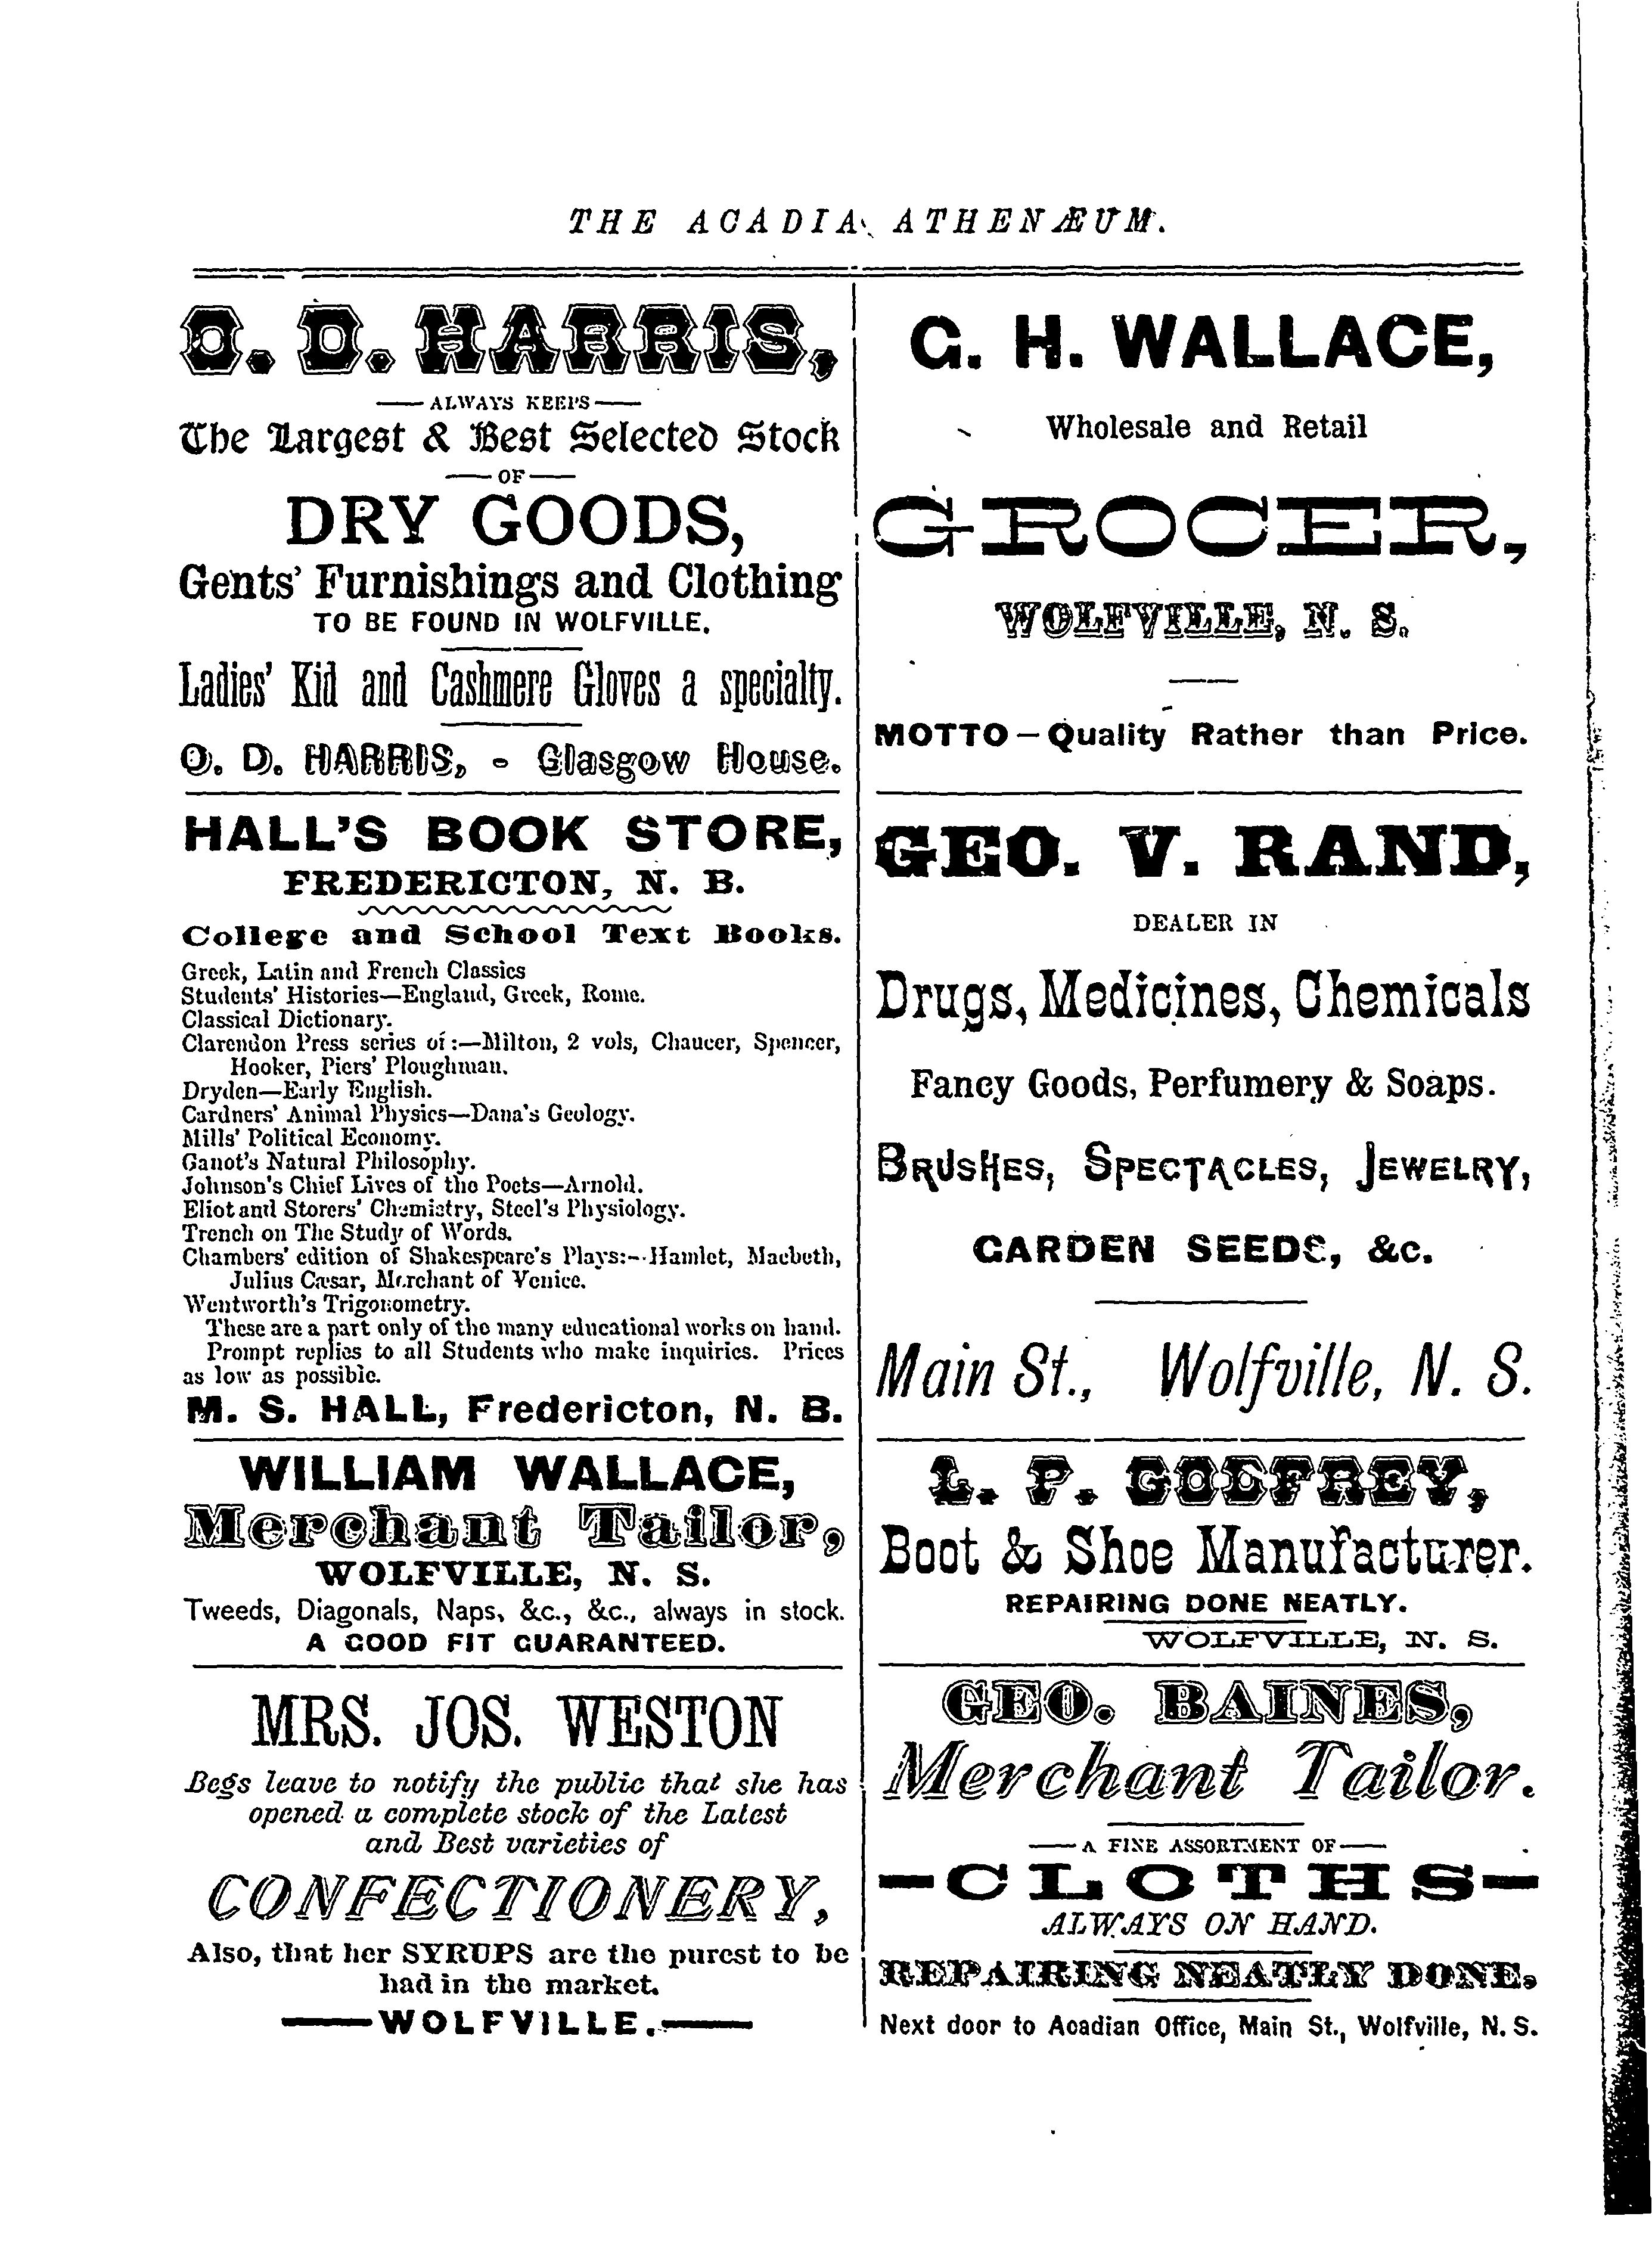 THE ACADIA ATHENÆUM.
O. D. HARRIS,
—ALWAYS KEEPS—
The Largest & Best Selected Stock
—OF—
DRY GOODS,
Gents' Furnishings and Clothing
TO BE FOUND IN WOLFVILLE.
Ladies' Kid and Cashmere Gloves a specialty.
O. D. HARRIS, - Glasgow House.
HALL'S BOOK STORE,
FREDERICTON, N. B.
College and School Text Books.
Greek, Latin and French Classics
Students' Histories—England, Greek, Rome.
Classical Dictionary.
Clarendon Press series of:—Milton, 2 vols, Chaucer, Spencer,
Hooker, Piers' Ploughman.
Dryden—Early English.
Cardners' Animal Physics—Dana's Geology.
Mills' Political Economy.
Ganot's Natural Philosophy.
Johnson's Chief Lives of the Poets—Arnold.
Eliot and Storers' Chemistry, Steel's Physiology.
Trench on The Study of Words.
Chambers' edition of Shakespeare's Plays:--Hamlet, Macbeth,
Julius Cæsar, Merchant of Venice.
Wentworth's Trigonometry.
These are a part only of the many educational works on hand.
Prompt replies to all Students who make inquiries. Prices
as low as possible.
M. S. HALL, Fredericton, N. B.
WILLIAM WALLACE,
Merchant Tailor,
WOLFVILLE, N. S.
Tweeds, Diagonals, Naps, &c., &c., always in stock.
A GOOD FIT GUARANTEED.
MRS. JOS. WESTON
Begs leave to notify the public that she has
opened a complete stock of the Latest
and Best varieties of
CONFECTIONERY,
Also, that her SYRUPS are the purest to be
had in the market.
—WOLFVILLE.—
G. H. WALLACE,
Wholesale and Retail
GROCER,
WOLFVILLE, N. S.
MOTTO—Quality Rather than Price.
GEO. V. RAND,
DEALER IN
Drugs, Medicines, Chemicals
Fancy Goods, Perfumery & Soaps.
BRUSHES, SPECTACLES, JEWELRY,
GARDEN SEEDS, &c.
Main St., Wolfville, N. S.
L. P. GODFREY,
Boot & Shoe Manufacturer.
REPAIRING DONE NEATLY.
WOLFVILLE, N. S.
GEO. BAINES,
Merchant Tailor.
—A FINE ASSORTMENT OF—
—CLOTHS—
ALWAYS ON HAND.
REPAIRING NEATLY DONE.
Next door to Acadian Office, Main St., Wolfville, N. S.